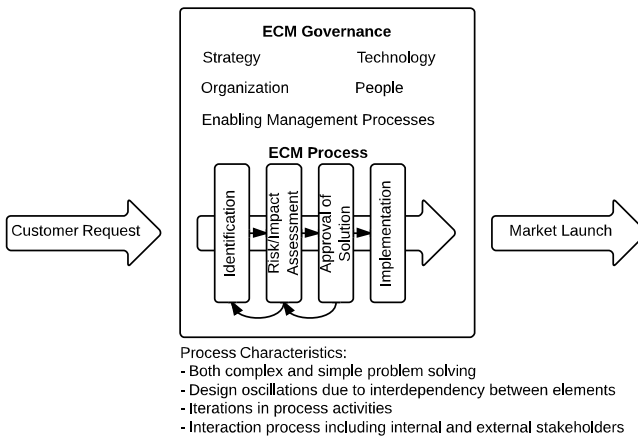 ECM Governance
Strategy Technology
Organization People
Enabling Management Processes
ECM Process
Customer Request
Identification
Risk/Impact
Assessment
Approval of
Solution
Implementation
Market Launch
Process Characteristics:
- Both complex and simple problem solving
- Design oscillations due to interdependency between elements
- Iterations in process activities
- Interaction process including internal and external stakeholders